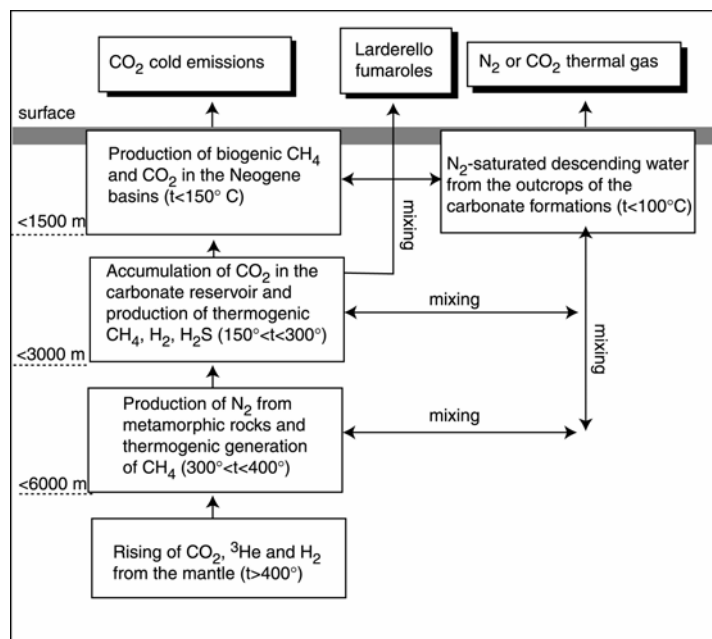 CO₂ cold emissions
Larderello
fumaroles
N₂ or CO₂ thermal gas
surface
Production of biogenic CH₄
and CO₂ in the Neogene
basins (t<150° C)
N₂-saturated descending water
from the outcrops of the
carbonate formations (t<100°C)
mixing
<1500 m
Accumulation of CO₂ in the
carbonate reservoir and
production of thermogenic
CH₄, H₂, H₂S (150°<t<300°)
mixing
mixing
<3000 m
Production of N₂ from
metamorphic rocks and
thermogenic generation
of CH₄ (300°<t<400°)
mixing
<6000 m
Rising of CO₂, ³He and H₂
from the mantle (t>400°)